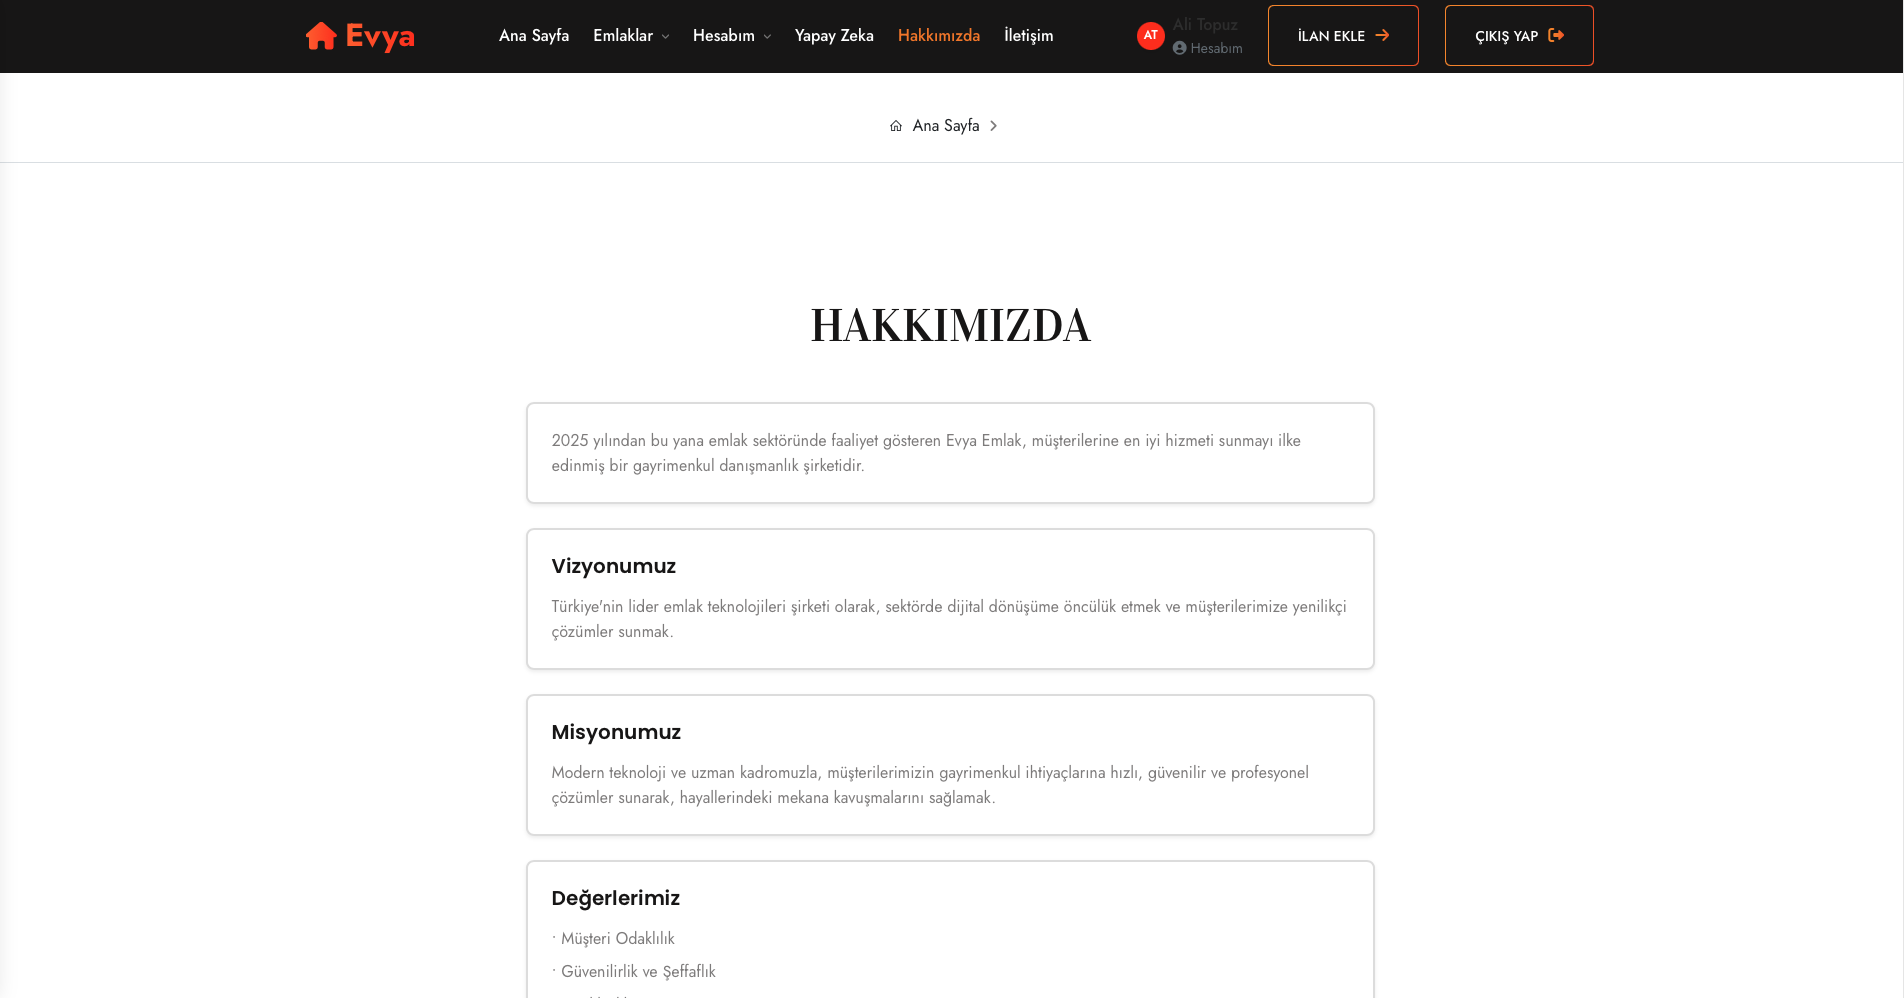 Evya
Ana Sayfa Emlaklar Hesabım Yapay Zeka Hakkımızda İletişim
AT
Ali Topuz
Hesabım
İLAN EKLE
ÇIKIŞ YAP
Ana Sayfa
HAKKIMIZDA
2025 yılından bu yana emlak sektöründe faaliyet gösteren Evya Emlak, müşterilerine en iyi hizmeti sunmayı ilke
edinmiş bir gayrimenkul danışmanlık şirketidir.
Vizyonumuz
Türkiye'nin lider emlak teknolojileri şirketi olarak, sektörde dijital dönüşüme öncülük etmek ve müşterilerimize yenilikçi
çözümler sunmak.
Misyonumuz
Modern teknoloji ve uzman kadromuzla, müşterilerimizin gayrimenkul ihtiyaçlarına hızlı, güvenilir ve profesyonel
çözümler sunarak, hayallerindeki mekana kavuşmalarını sağlamak.
Değerlerimiz
· Müşteri Odaklılık
· Güvenilirlik ve Şeffaflık